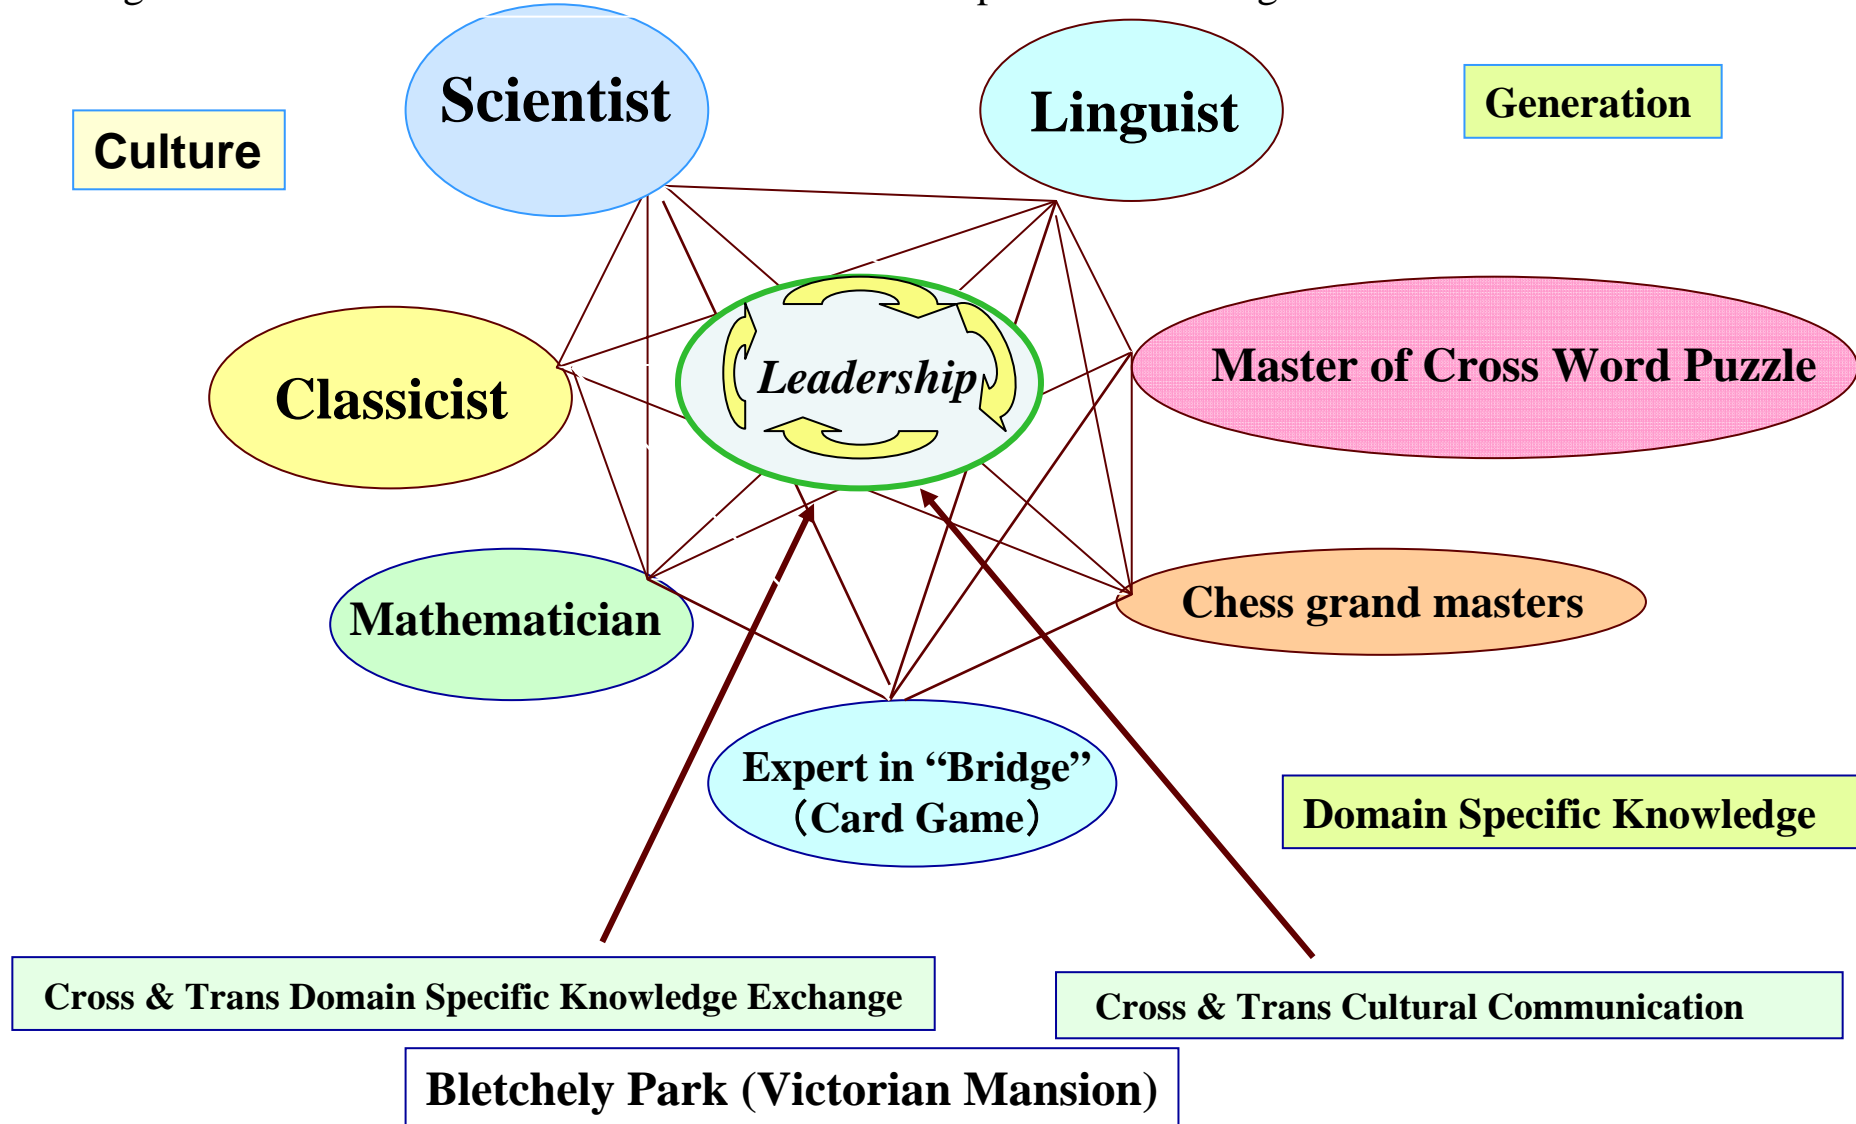 Scientist
Linguist
Generation
Culture
Master of Cross Word Puzzle
Leadership
Classicist
Chess grand masters
Mathematician
Expert in “Bridge”
（Card Game）
Domain Specific Knowledge
Cross & Trans Domain Specific Knowledge Exchange
Cross & Trans Cultural Communication
Bletchely Park (Victorian Mansion)